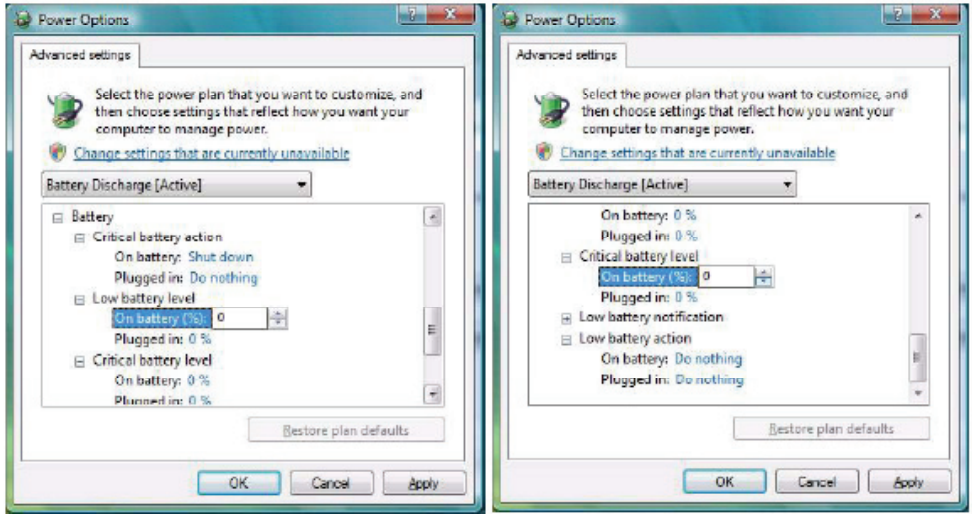 Power Options
Advanced settings
Select the power plan that you want to customize, and
then choose settings that reflect how you want your
computer to manage power.
Change settings that are currently unavailable
Battery Discharge [Active]
Battery
Critical battery action
On battery: Shut down
Plugged in: Do nothing
Low battery level
On battery (%): 0
Plugged in: 0 %
Critical battery level
On battery: 0 %
Plugged in: 0 %
Restore plan defaults
OK Cancel Apply
Power Options
Advanced settings
Select the power plan that you want to customize, and
then choose settings that reflect how you want your
computer to manage power.
Change settings that are currently unavailable
Battery Discharge [Active]
On battery: 0 %
Plugged in: 0 %
Critical battery level
On battery (%): 0
Plugged in: 0 %
Low battery notification
Low battery action
On battery: Do nothing
Plugged in: Do nothing
Restore plan defaults
OK Cancel Apply